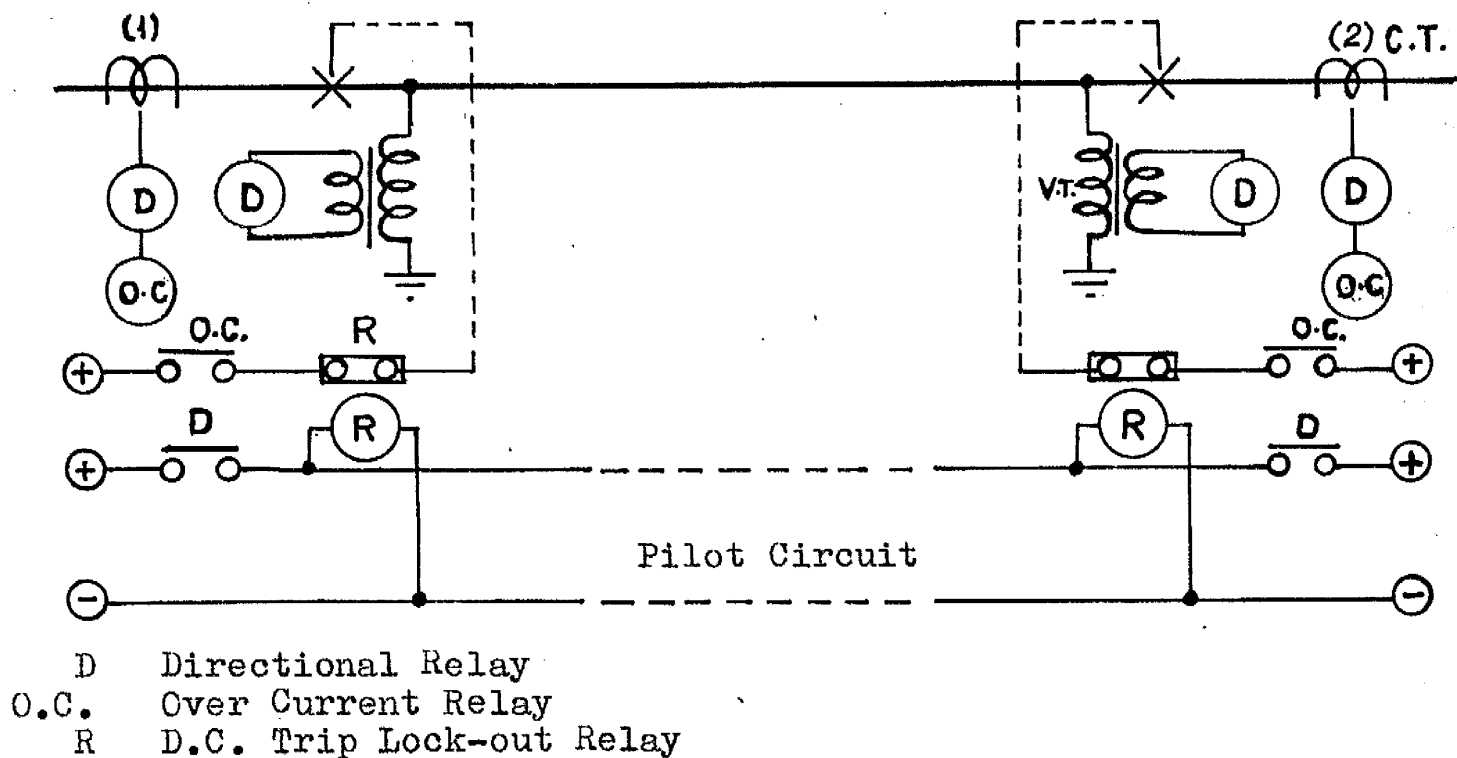 (1)
(2) C.T.
D
D
V.T.
D
D
O.C
O.C
O.C.
R
O.C.
+
+
R
R
D
D
+
+
Pilot Circuit
−
−
D Directional Relay
O.C. Over Current Relay
R D.C. Trip Lock-out Relay